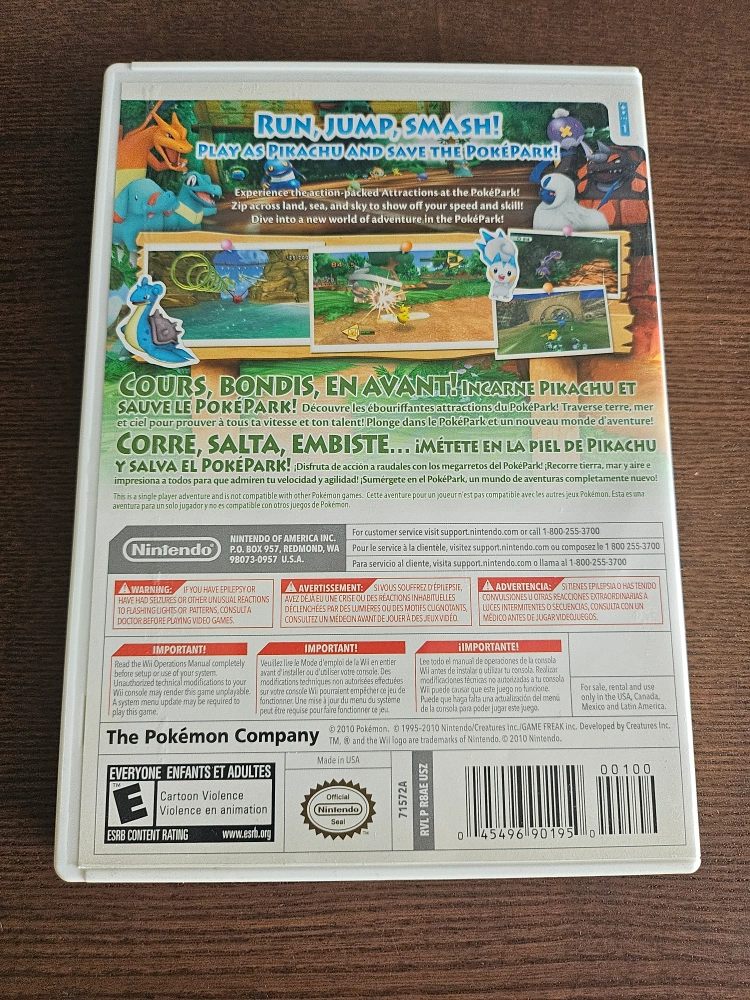 RUN, JUMP, SMASH!
PLAY AS PIKACHU AND SAVE THE POKÉPARK!
1
Experience the action-packed Attractions at the PokéPark!
Zip across land, sea, and sky to show off your speed and skill!
Dive into a new world of adventure in the PokéPark!
COURS, BONDIS, EN AVANT! INCARNE PIKACHU ET
SAUVE LE POKÉPARK! Découvre les ébouriffantes attractions du PokéPark! Traverse terre, mer
et ciel pour prouver à tous ta vitesse et ton talent! Plonge dans le PokéPark et un nouveau monde d'aventure!
CORRE, SALTA, EMBISTE... ¡MÉTETE EN LA PIEL DE PIKACHU
Y SALVA EL POKÉPARK! ¡Disfruta de acción a raudales con los megarretos del PokéPark! ¡Recorre tierra, mar y aire e
impresiona a todos para que admiren tu velocidad y agilidad! ¡Sumérgete en el PokéPark, un mundo de aventuras completamente nuevo!
This is a single player adventure and is not compatible with other Pokémon games. Cette aventure pour un joueur n'est pas compatible avec les autres jeux Pokémon. Esta es una
aventura para un solo jugador y no es compatible con otros juegos de Pokémon.
Nintendo®
NINTENDO OF AMERICA INC.
P.O. BOX 957, REDMOND, WA
98073-0957 U.S.A.
For customer service visit support.nintendo.com or call 1-800-255-3700
Pour le service à la clientèle, visitez support.nintendo.com ou composez le 1 800 255-3700
Para servicio al cliente, visita support.nintendo.com o llama al 1-800-255-3700
WARNING: IF YOU HAVE EPILEPSY OR
HAVE HAD SEIZURES OR OTHER UNUSUAL REACTIONS
TO FLASHING LIGHTS OR PATTERNS, CONSULT A
DOCTOR BEFORE PLAYING VIDEO GAMES.
AVERTISSEMENT: SI VOUS SOUFFREZ D'ÉPILEPSIE,
AVEZ DÉJÀ EU UNE CRISE OU DES RÉACTIONS INHABITUELLES
DÉCLENCHÉES PAR DES LUMIÈRES OU DES MOTIFS CLIGNOTANTS,
CONSULTEZ UN MÉDECIN AVANT DE JOUER À DES JEUX VIDÉO.
ADVERTENCIA: SI TIENES EPILEPSIA O HAS TENIDO
CONVULSIONES U OTRAS REACCIONES EXTRAORDINARIAS A
LUCES INTERMITENTES O SECUENCIAS, CONSULTA CON UN
MÉDICO ANTES DE JUGAR VIDEOJUEGOS.
IMPORTANT!
Read the Wii Operations Manual completely
before setup or use of your system.
Unauthorized technical modifications to your
Wii console may render this game unplayable.
A system menu update may be required to
play this game.
IMPORTANT!
Veuillez lire le Mode d'emploi de la Wii en entier
avant d'installer ou d'utiliser votre console. Des
modifications techniques non autorisées effectuées
sur votre console Wii pourraient empêcher ce jeu de
fonctionner. Une mise à jour du menu du système
peut être requise pour faire fonctionner ce jeu.
¡IMPORTANTE!
Lee todo el manual de operaciones de la consola
Wii antes de instalar o utilizar tu consola. Realizar
modificaciones técnicas no autorizadas a tu consola
Wii puede causar que este juego no funcione.
Puede que haga falta una actualización del menú
de la consola para poder jugar este juego.
For sale, rental and use
only in the USA, Canada,
Mexico and Latin America.
The Pokémon Company
© 2010 Pokémon. © 1995-2010 Nintendo/Creatures Inc./GAME FREAK inc. Developed by Creatures Inc.
TM, ® and the Wii logo are trademarks of Nintendo. © 2010 Nintendo.
EVERYONE ENFANTS ET ADULTES
E
Cartoon Violence
Violence en animation
ESRB CONTENT RATING www.esrb.org
Made in USA
Official
Nintendo
Seal
71572A
RVL P R8AE USZ
00100
0 45496 90195 0